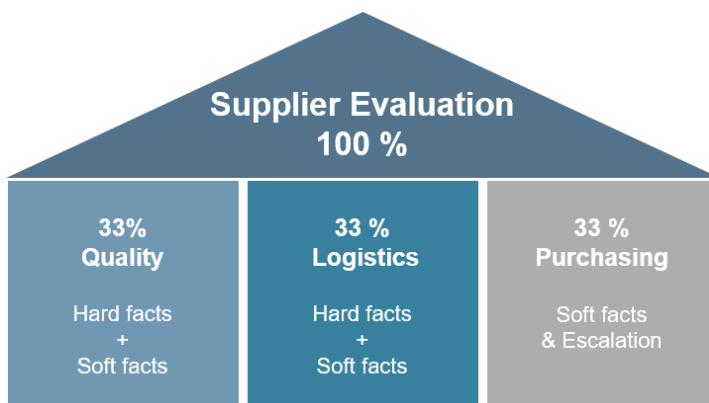 Supplier Evaluation
100 %
33%
Quality
Hard facts
+
Soft facts
33 %
Logistics
Hard facts
+
Soft facts
33 %
Purchasing
Soft facts
& Escalation